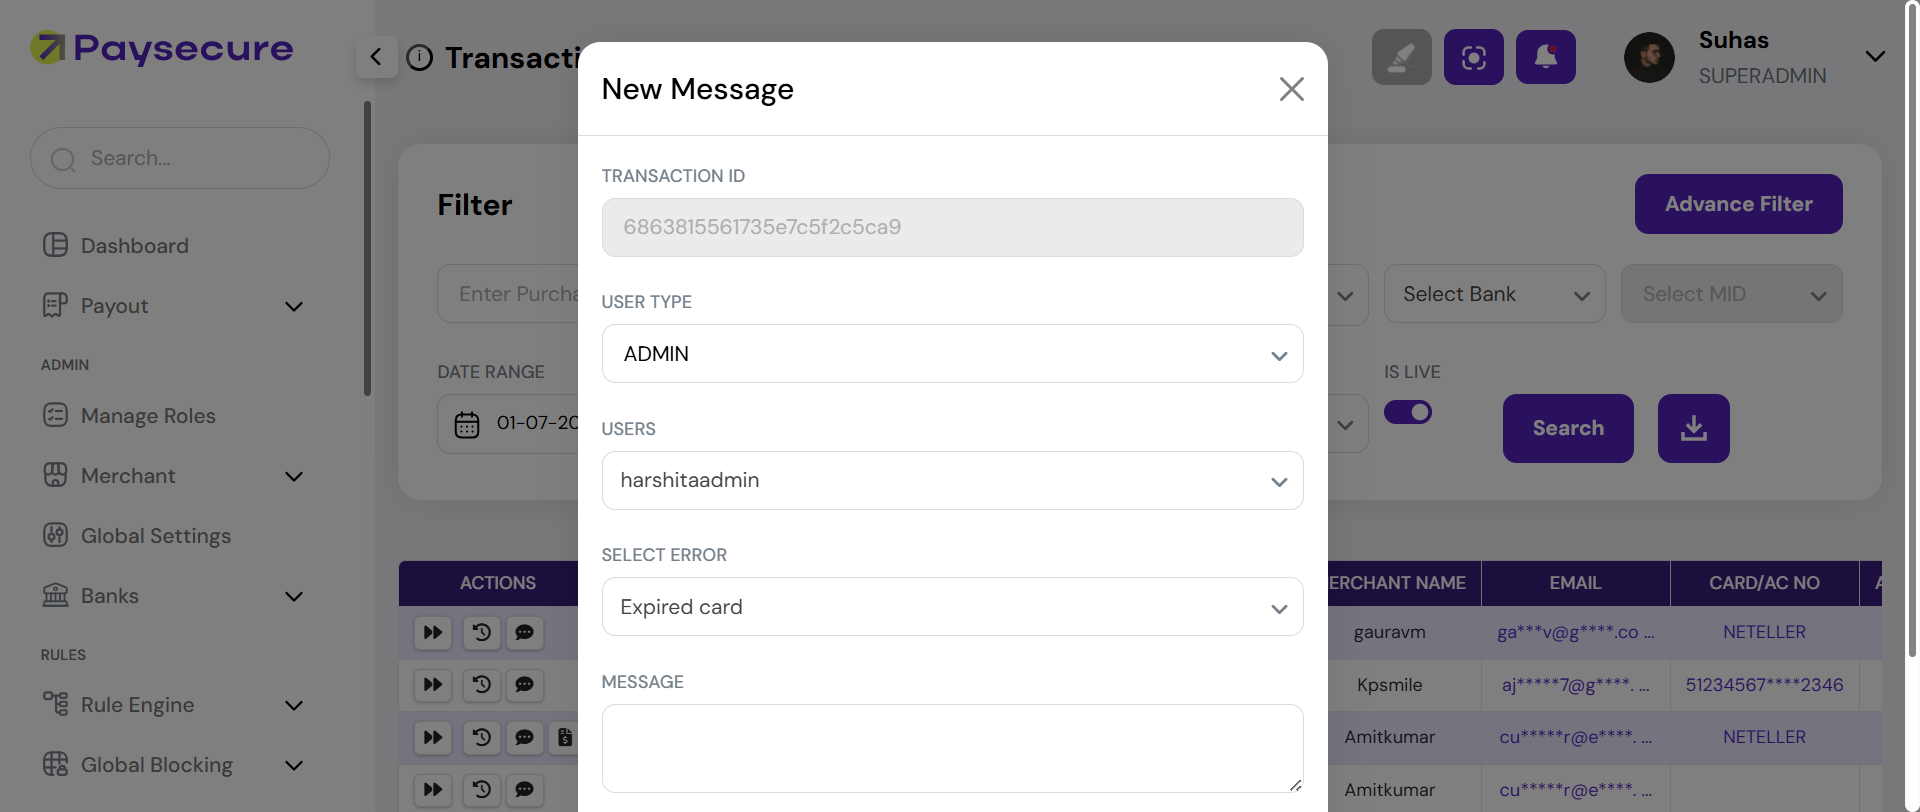 Paysecure
Search...
Dashboard
Payout
ADMIN
Manage Roles
Merchant
Global Settings
Banks
RULES
Rule Engine
Global Blocking
Suhas
SUPERADMIN
Filter
Advance Filter
Enter
Select Bank
Select MID
DATE RANGE
IS LIVE
01-07-20
Search
New Message
TRANSACTION ID
6863815561735e7c5f2c5ca9
USER TYPE
ADMIN
USERS
harshitaadmin
SELECT ERROR
Expired card
MESSAGE
ACTIONS
NAME EMAIL CARD/AC NO
gauravm ga***v@g****.co ... NETELLER
Kpsmile aj*****7@g****. ... 51234567****2346
Amitkumar cu*****r@e****. ... NETELLER
Amitkumar cu*****r@e****. ...